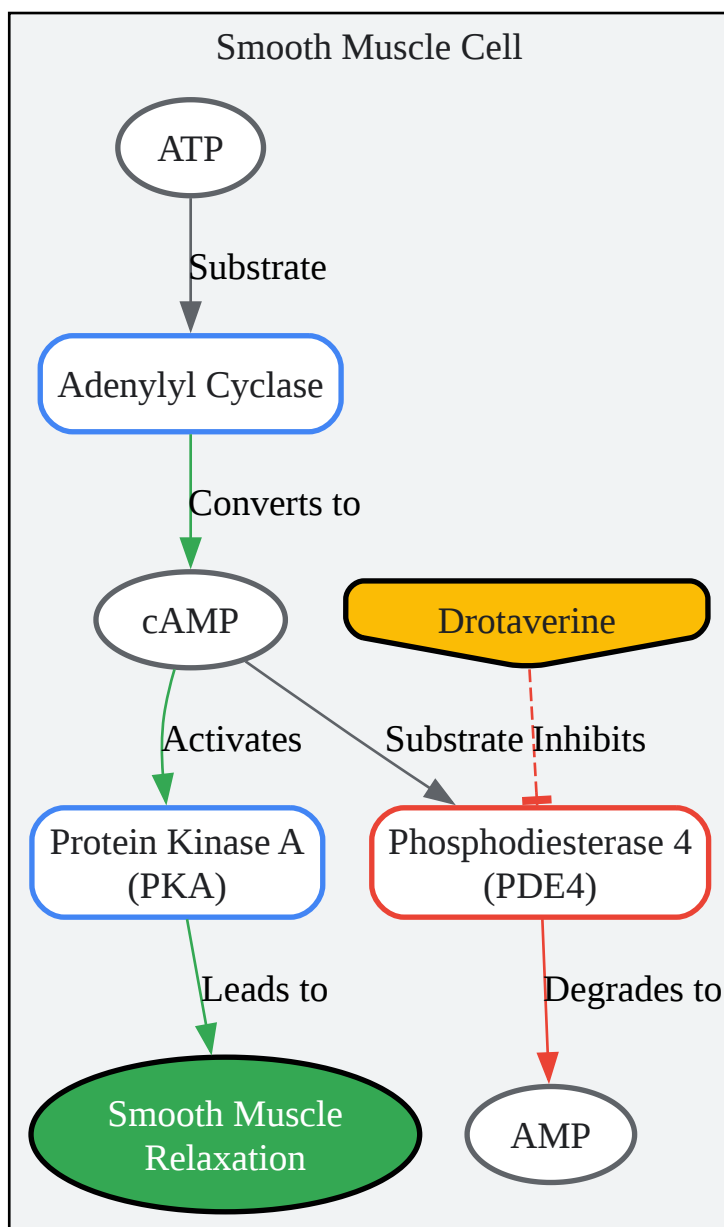 Smooth Muscle Cell
ATP
Substrate
Adenylyl Cyclase
Converts to
cAMP
Drotaverine
Activates
Substrate
Inhibits
Protein Kinase A
(PKA)
Phosphodiesterase 4
(PDE4)
Leads to
Degrades to
Smooth Muscle
Relaxation
AMP